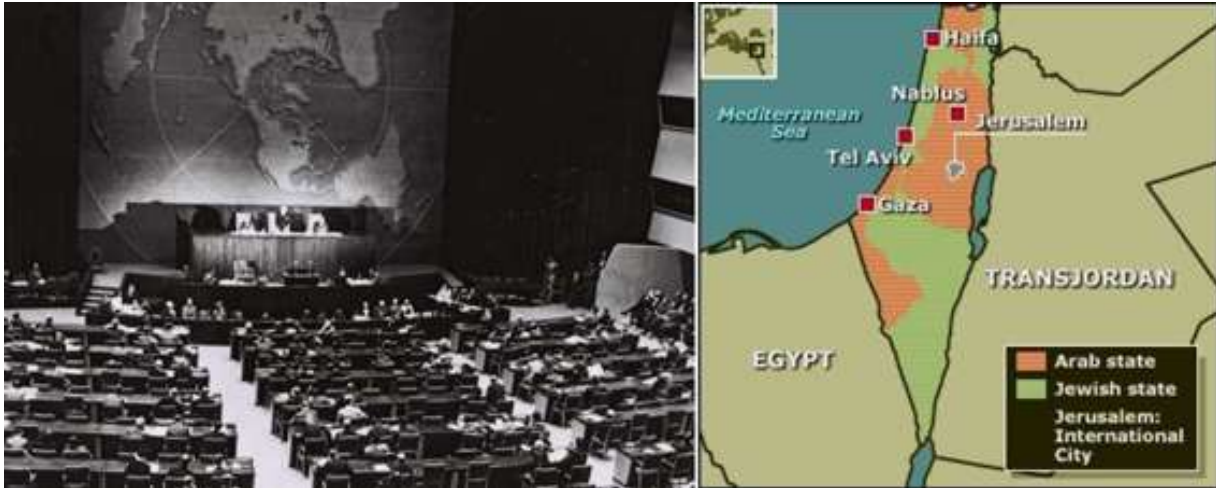 Haifa
Nablus
Mediterranean
Sea
Jerusalem
Tel Aviv
Gaza
TRANSJORDAN
EGYPT
Arab state
Jewish state
Jerusalem:
International
City